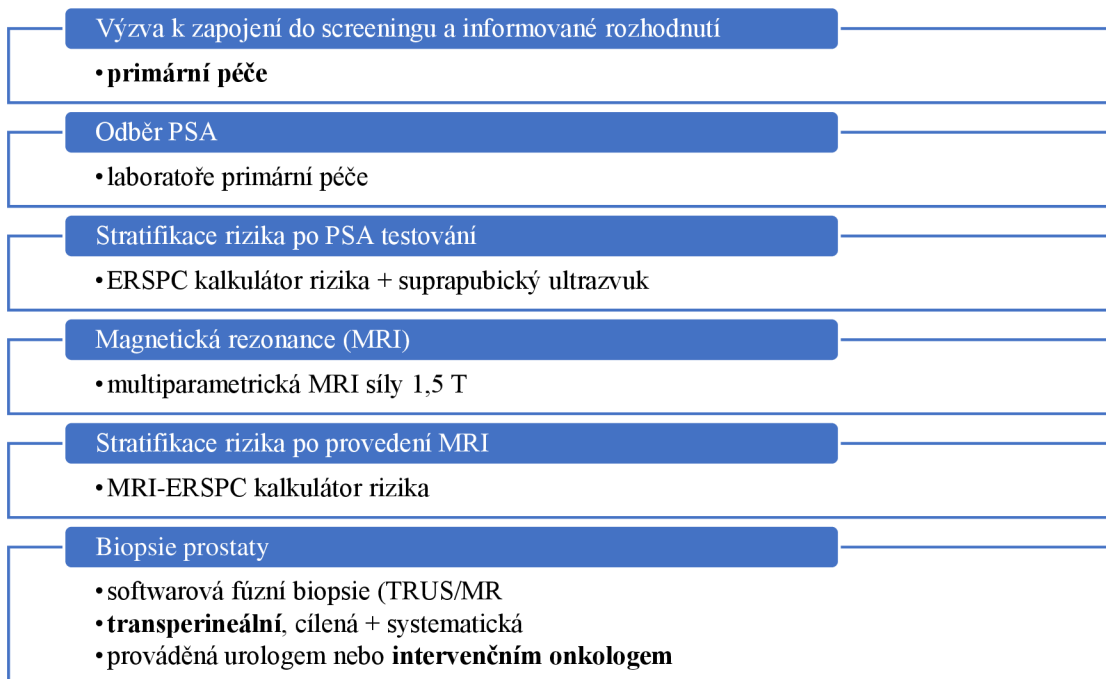 Výzva k zapojení do screeningu a informované rozhodnutí
•primární péče
Odběr PSA
•laboratoře primární péče
Stratifikace rizika po PSA testování
•ERSPC kalkulátor rizika + suprapubický ultrazvuk
Magnetická rezonance (MRI)
•multiparametrická MRI síly 1,5 T
Stratifikace rizika po provedení MRI
•MRI-ERSPC kalkulátor rizika
Biopsie prostaty
•softwarová fúzní biopsie (TRUS/MR
•transperineální, cílená + systematická
•prováděná urologem nebo intervenčním onkologem